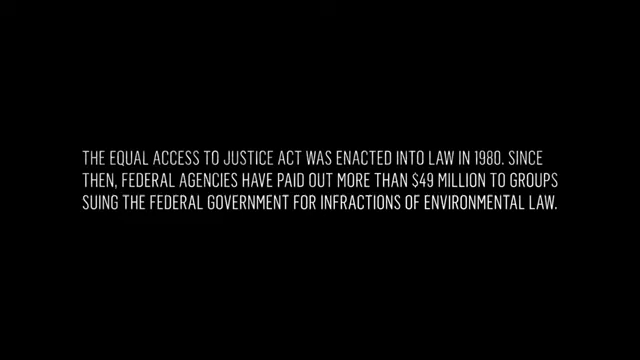 THE EQUAL ACCESS TO JUSTICE ACT WAS ENACTED INTO LAW IN 1980. SINCE
THEN, FEDERAL AGENCIES HAVE PAID OUT MORE THAN $49 MILLION TO GROUPS
SUING THE FEDERAL GOVERNMENT FOR INFRACTIONS OF ENVIRONMENTAL LAW.